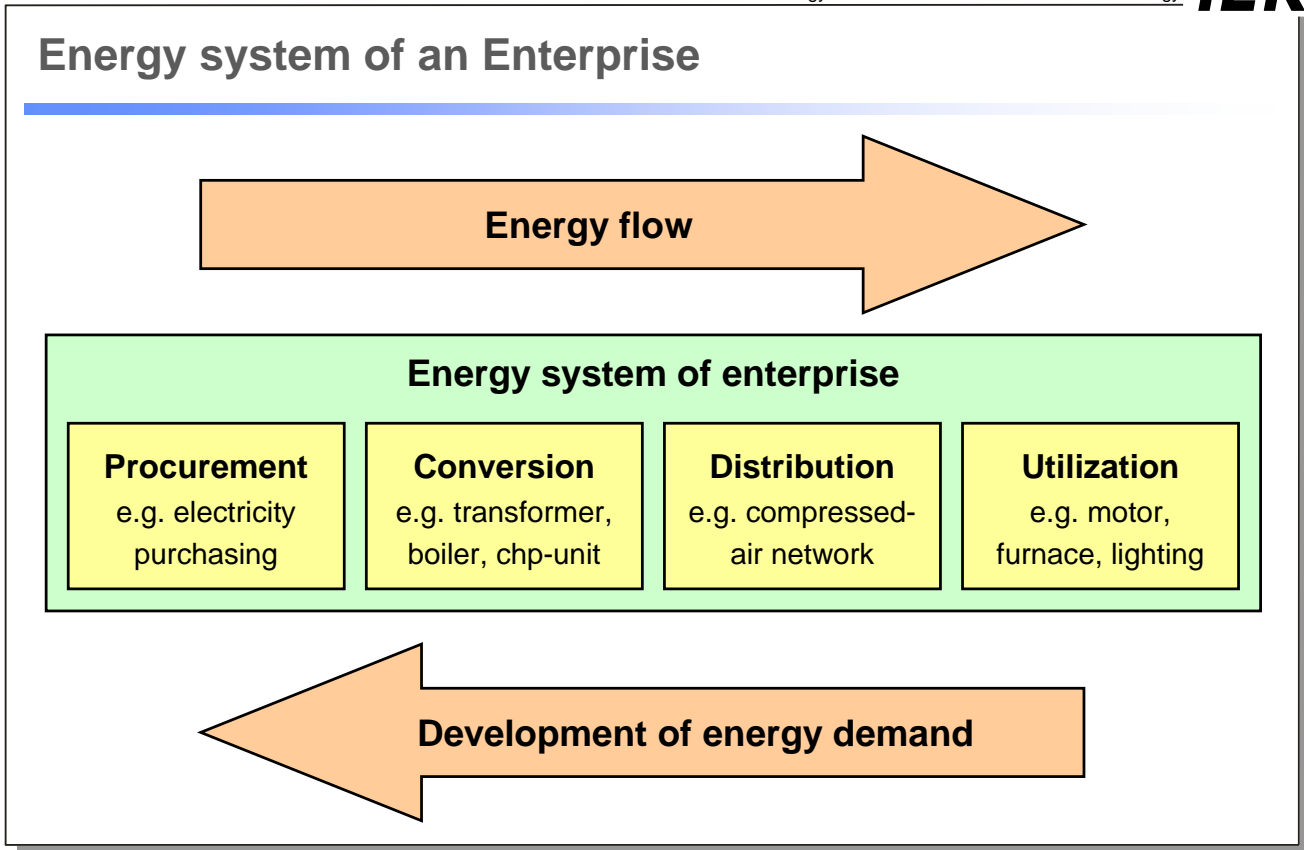 Energy system of an Enterprise
Energy flow
Energy system of enterprise
Procurement
e.g. electricity
purchasing
Conversion
e.g. transformer,
boiler, chp-unit
Distribution
e.g. compressed-
air network
Utilization
e.g. motor,
furnace, lighting
Development of energy demand